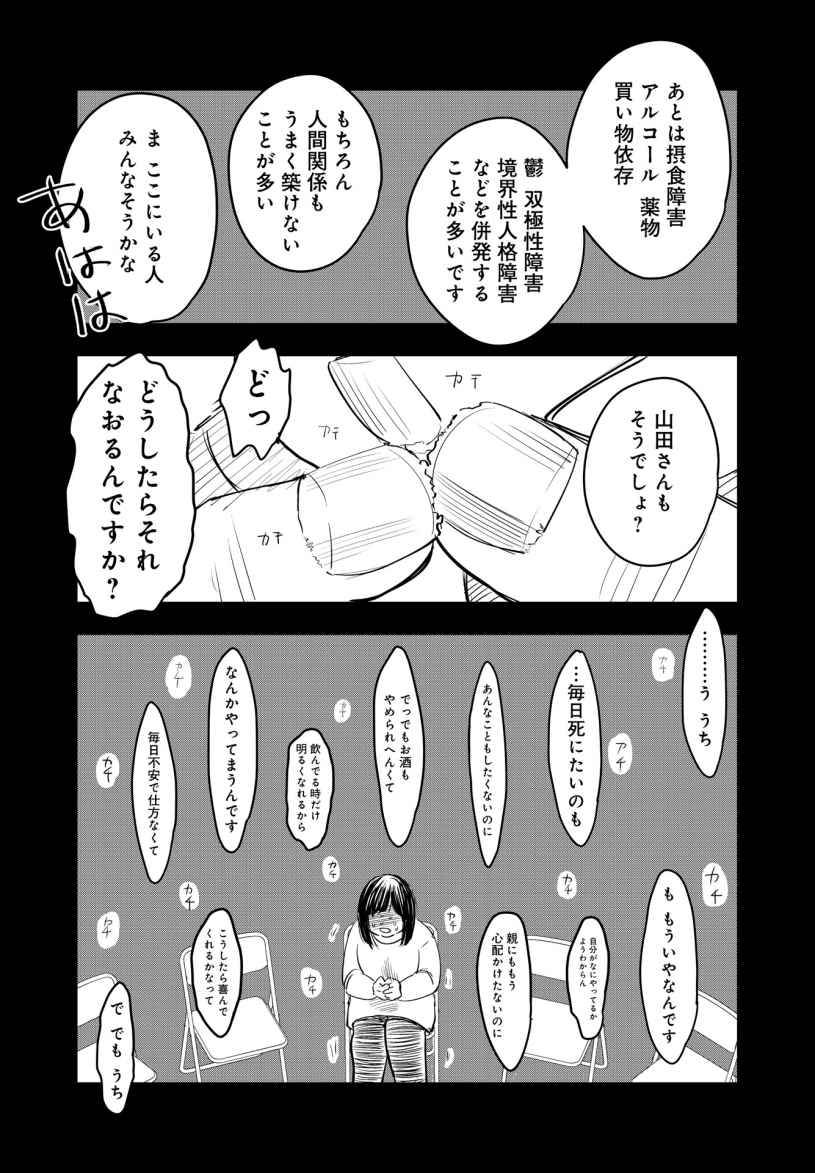 あとは摂食障害
アルコール 薬物
買い物依存
鬱 双極性障害
境界性人格障害
などを併発する
ことが多いです
もちろん
人間関係も
うまく築けない
ことが多い
ま ここにいる人
みんなそうかな
あはは
山田さんも
そうでしょ?
カチ
カチ
カチ
どっ
どうしたらそれ
なおるんですか?
………う うち
カチ
カチ
…毎日死にたいのも
あんなこともしたくないのに
でっでもお酒も
やめられへんくて
カチ
飲んでる時だけ
明るくなれるから
なんかやってまうんです
カチ
毎日不安で仕方なくて
カチ
カチ
も もういやなんです
カチ
自分がなにやってるか
ようわからん
親にももう
心配かけたないのに
カチ
カチ
カチ
カチ
こうしたら喜んで
くれるかなって
カチ
で でも うち